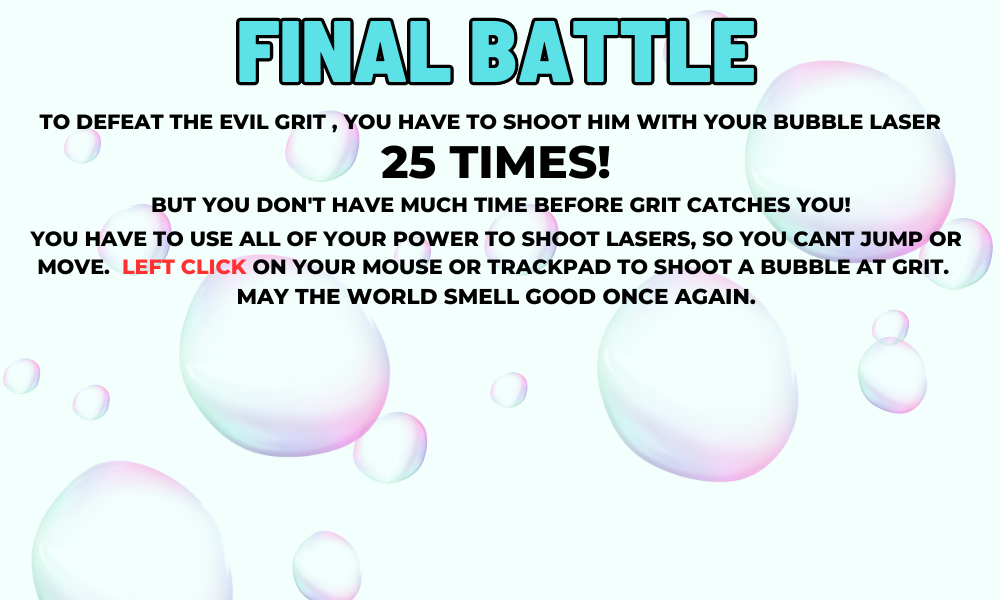 FINAL BATTLE
TO DEFEAT THE EVIL GRIT , YOU HAVE TO SHOOT HIM WITH YOUR BUBBLE LASER
25 TIMES!
BUT YOU DON'T HAVE MUCH TIME BEFORE GRIT CATCHES YOU!
YOU HAVE TO USE ALL OF YOUR POWER TO SHOOT LASERS, SO YOU CANT JUMP OR
MOVE. LEFT CLICK ON YOUR MOUSE OR TRACKPAD TO SHOOT A BUBBLE AT GRIT.
MAY THE WORLD SMELL GOOD ONCE AGAIN.